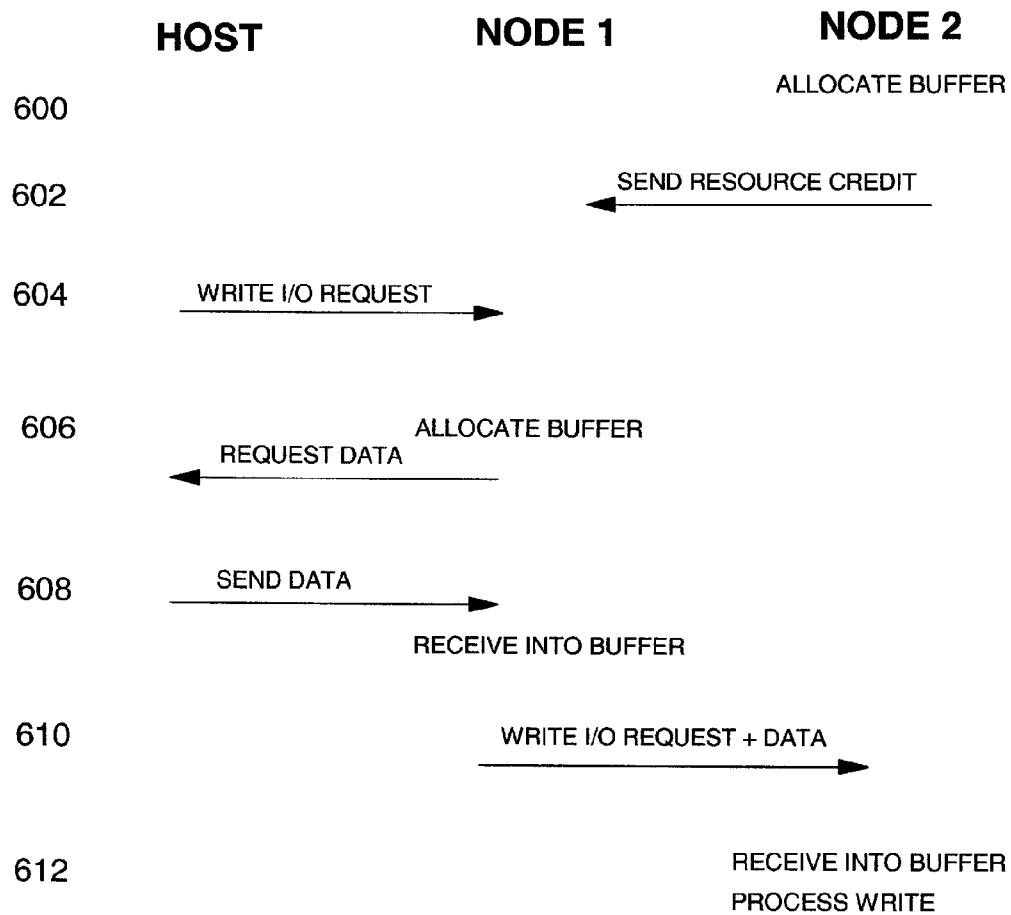 HOST NODE 1 NODE 2
ALLOCATE BUFFER
600
602 SEND RESOURCE CREDIT
604 WRITE I/O REQUEST
606 ALLOCATE BUFFER
REQUEST DATA
608 SEND DATA
RECEIVE INTO BUFFER
610 WRITE I/O REQUEST + DATA
612 RECEIVE INTO BUFFER
PROCESS WRITE